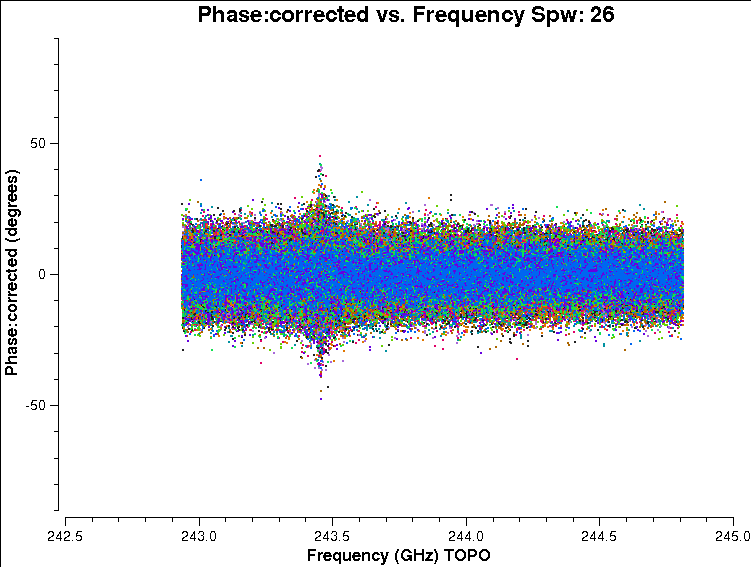 Phase:corrected vs. Frequency Spw: 26
50
0
-50
Phase:corrected (degrees)
242.5 243.0 243.5 244.0 244.5 245.0
Frequency (GHz) TOPO